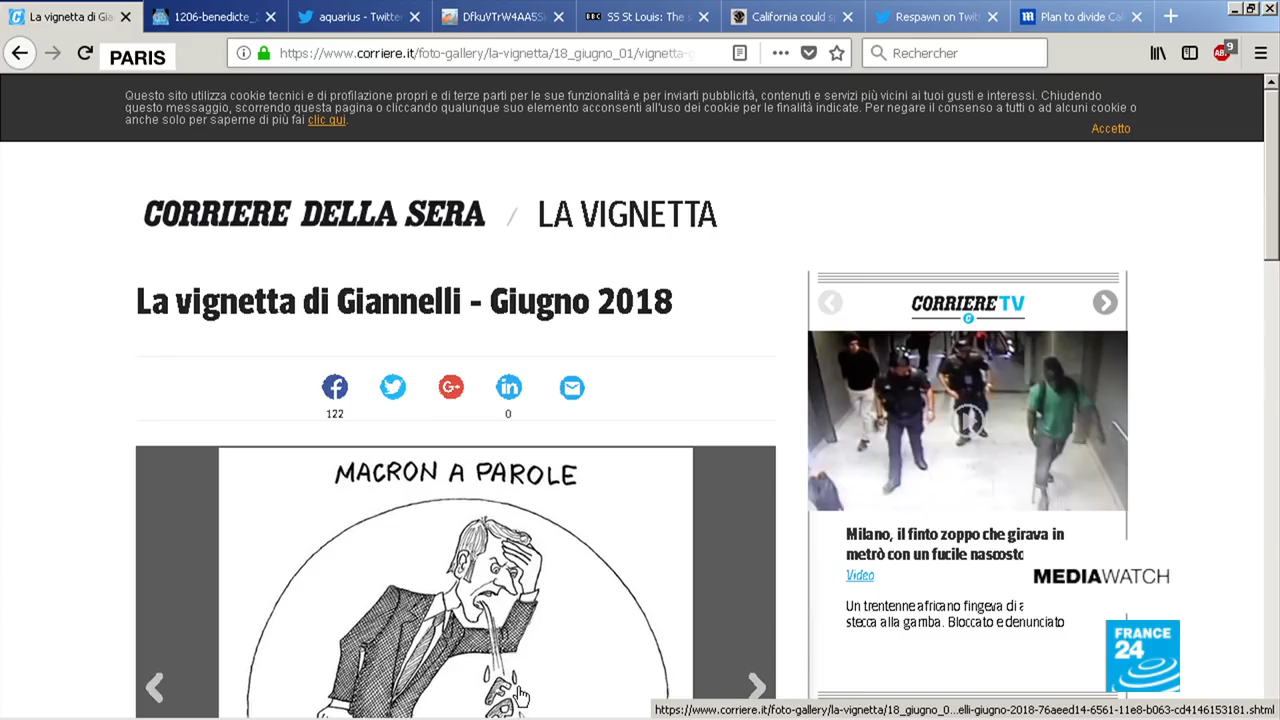 La vignetta di Gia
1206-benedicte_
aquarius - Twitter
DfkuVTrW4AA5S
BBC SS St Louis: The s
California could s
Respawn on Twit
Plan to divide Cal
PARIS
https://www.corriere.it/foto-gallery/la-vignetta/18_giugno_01/vignetta-g
Rechercher
9
Questo sito utilizza cookie tecnici e di profilazione propri e di terze parti per le sue funzionalità e per inviarti pubblicità, contenuti e servizi più vicini ai tuoi gusti e interessi. Chiudendo
questo messaggio, scorrendo questa pagina o cliccando qualunque suo elemento acconsenti all'uso dei cookie per le finalità indicate. Per negare il consenso a tutti o ad alcuni cookie o
anche solo per saperne di più fai clic qui.
Accetto
CORRIERE DELLA SERA / LA VIGNETTA
La vignetta di Giannelli - Giugno 2018
122
0
MACRON A PAROLE
CORRIERE TV
Milano, il finto zoppo che girava in
metrò con un fucile nascosto
Video
Un trentenne africano fingeva di a
stecca alla gamba. Bloccato e denunciato
MEDIAWATCH
FRANCE
24
https://www.corriere.it/foto-gallery/la-vignetta/18_giugno_0...elli-giugno-2018-76aeed14-6561-11e8-b063-cd4146153181.shtml